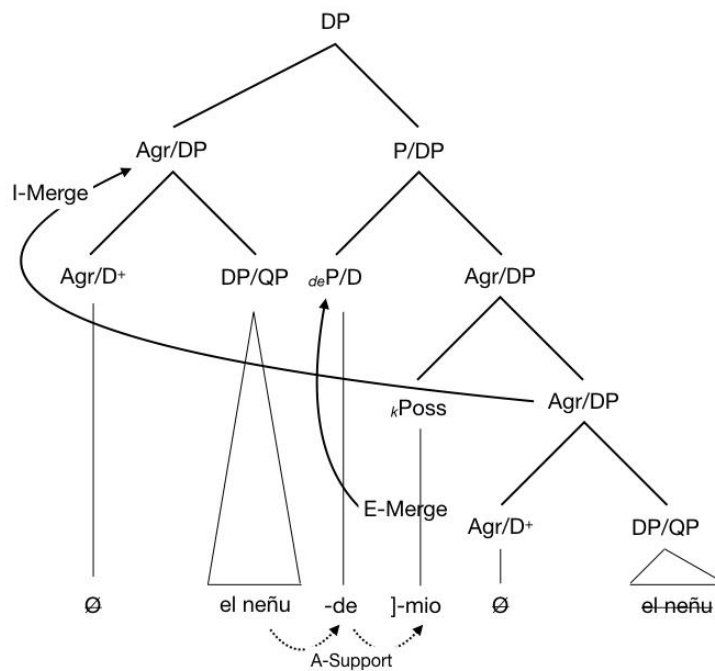 DP
Agr/DP P/DP
I-Merge
Agr/D+ DP/QP deP/D Agr/DP
kPoss Agr/DP
E-Merge Agr/D+ DP/QP
Ø el neñu -de ]-mio Ø el neñu
A-Support